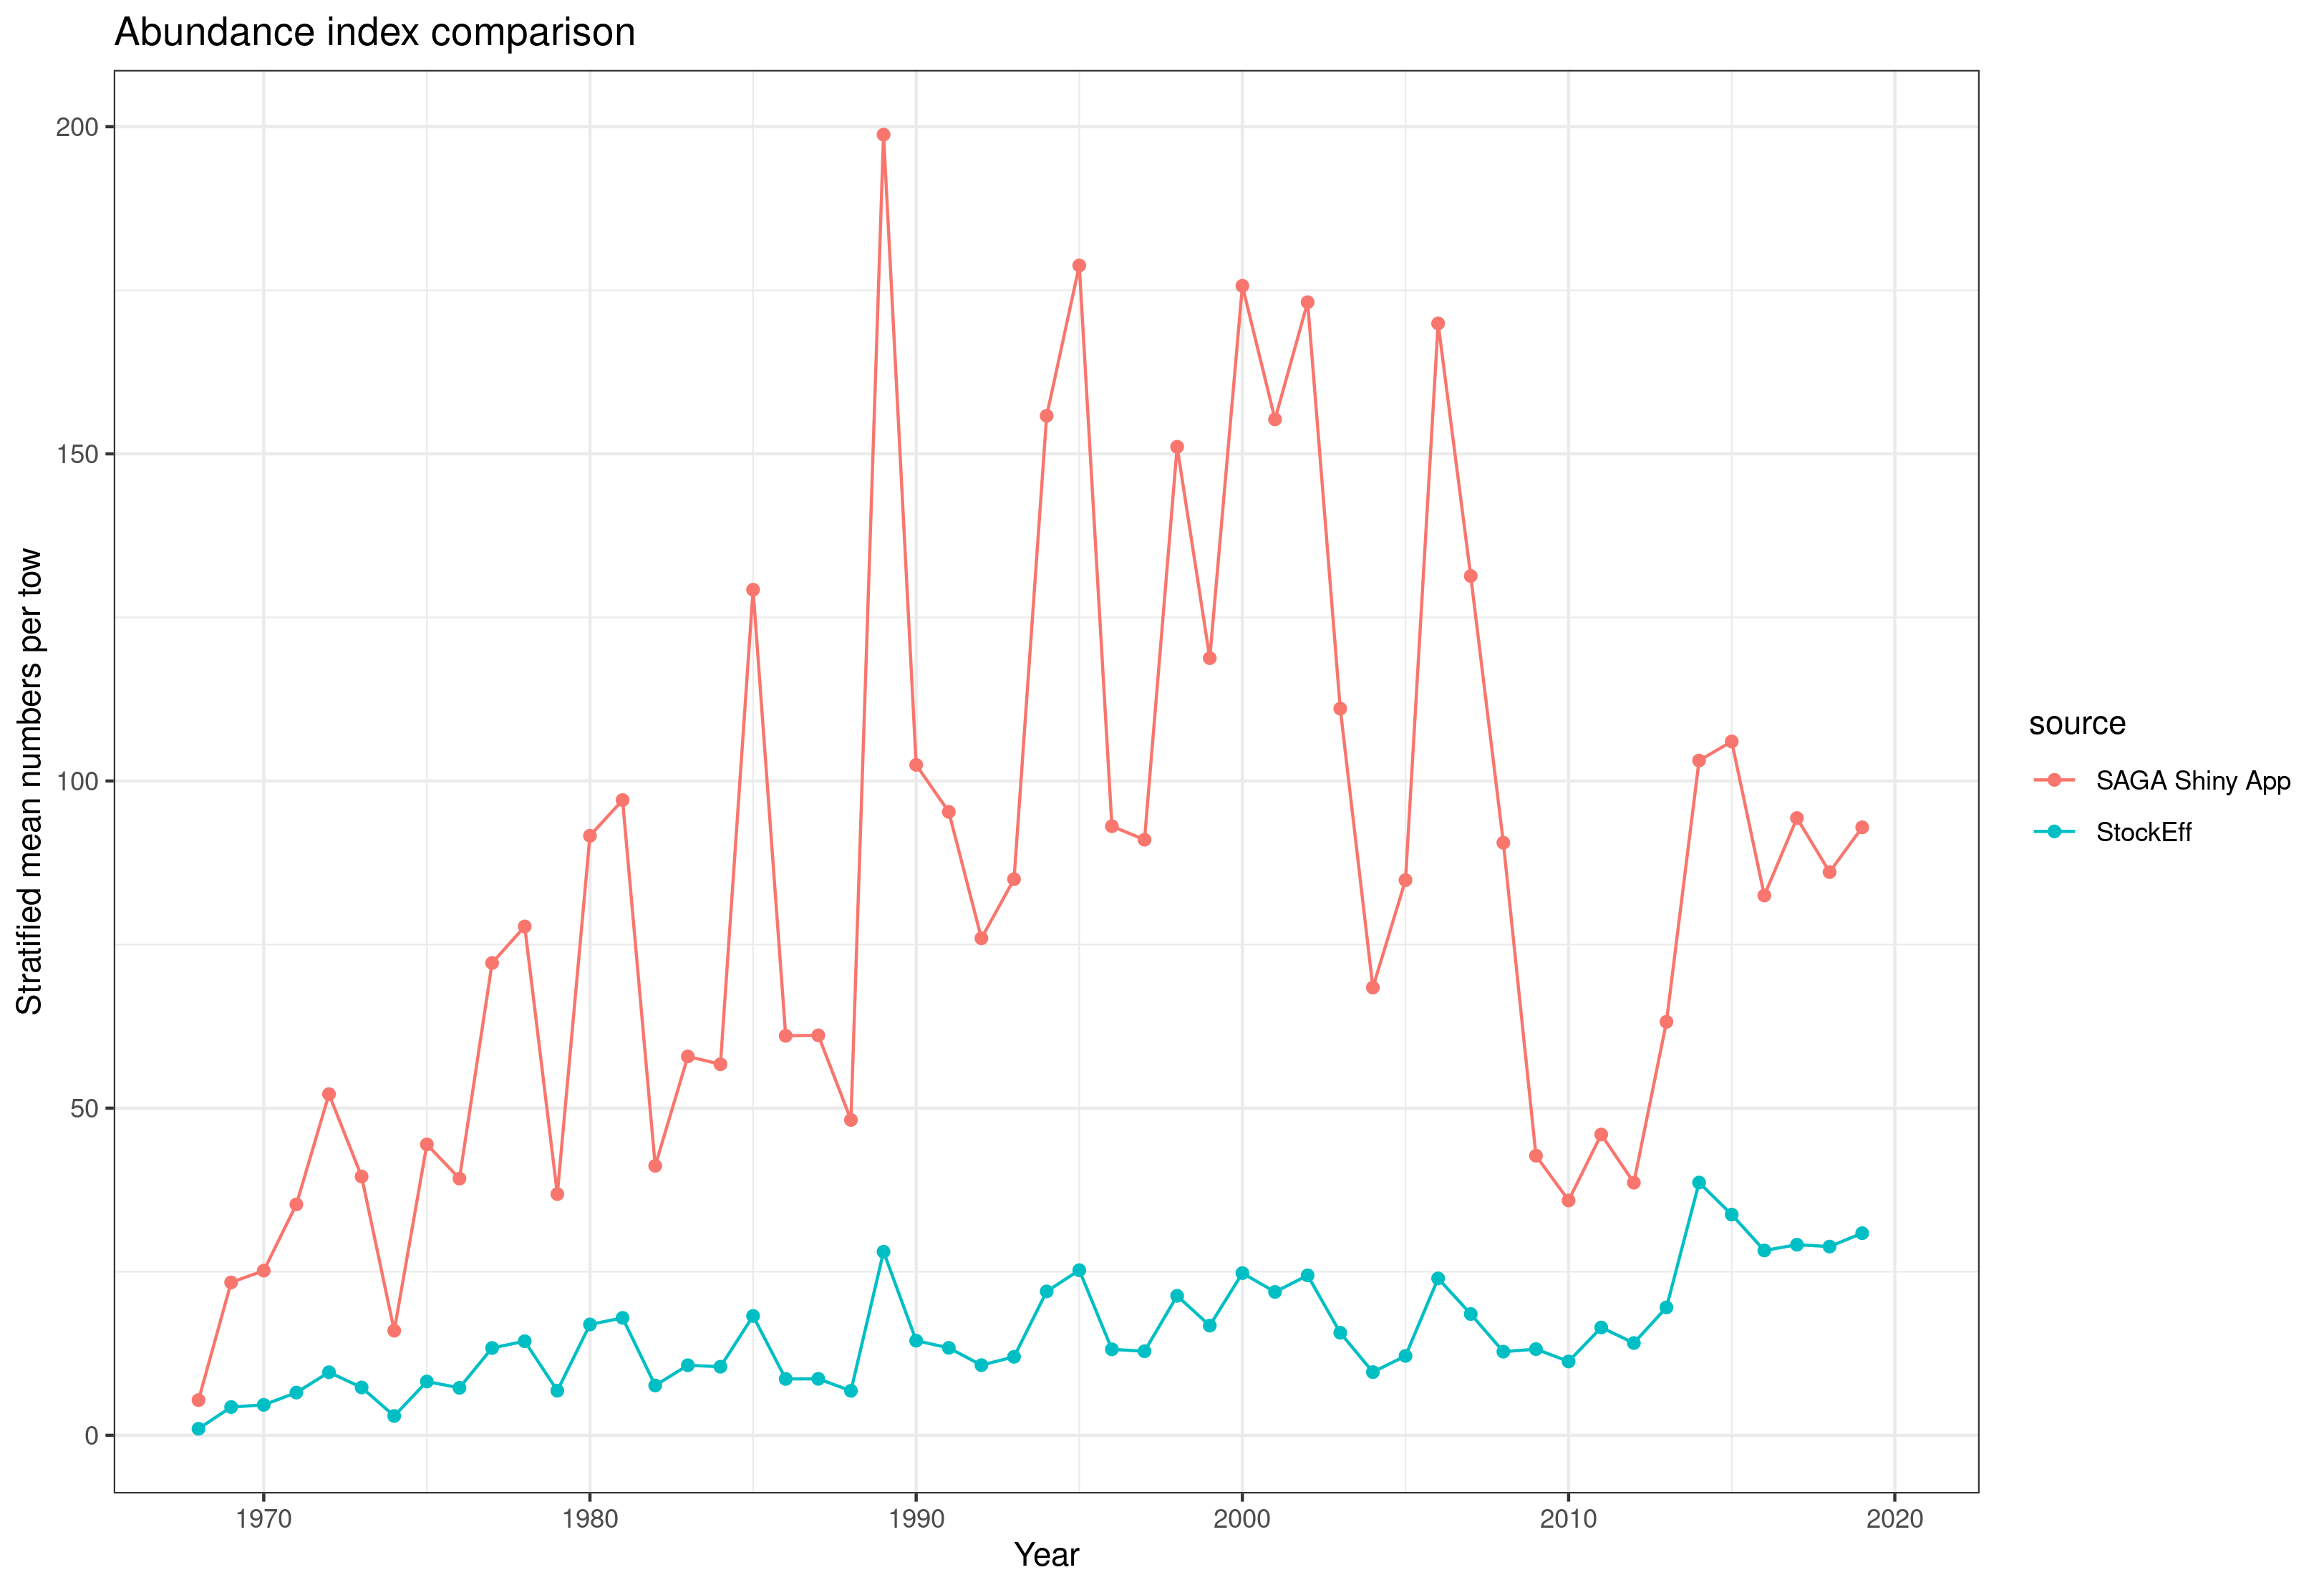 Abundance index comparison
200
150
100
50
0
Stratified mean numbers per tow
1970
1980
1990
2000
2010
2020
Year
source
SAGA Shiny App
StockEff